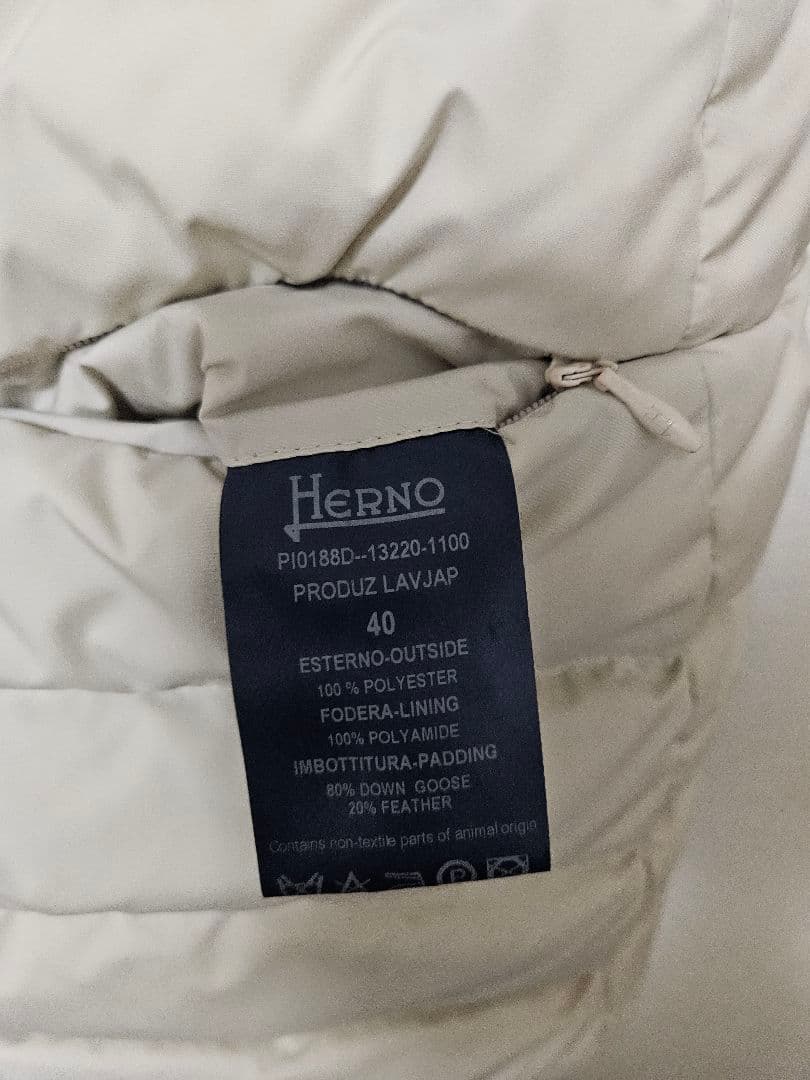 HERNO
PI0188D--13220-1100
PRODUZ LAVJAP
40
ESTERNO-OUTSIDE
100 % POLYESTER
FODERA-LINING
100% POLYAMIDE
IMBOTTITURA-PADDING
80% DOWN GOOSE
20% FEATHER
Contains non-textile parts of animal origin
P